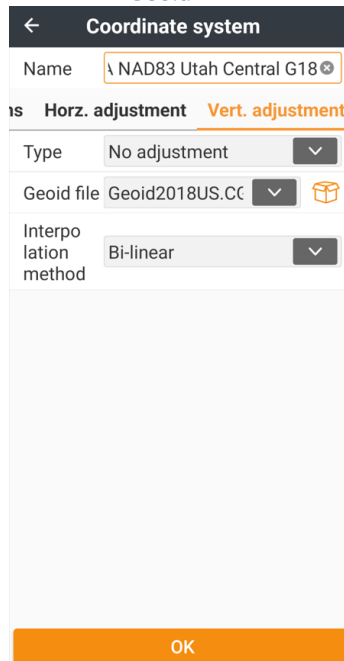 Coordinate system
Name
NAD83 Utah Central G18
Horz. adjustment Vert. adjustment
Type No adjustment
Geoid file Geoid2018US.CG
Interpo
lation
method
Bi-linear
OK